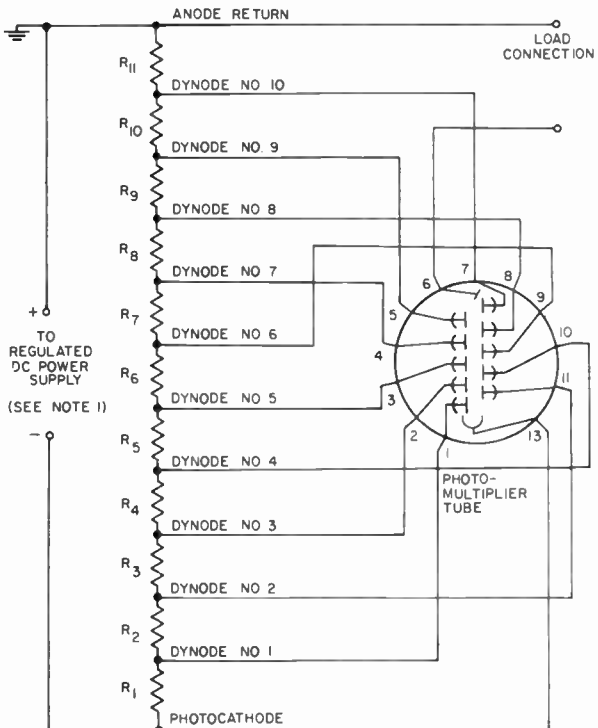 ANODE RETURN
LOAD
CONNECTION
R11
DYNODE NO 10
R10
DYNODE NO. 9
R9
DYNODE NO 8
R8
DYNODE NO 7
R7
DYNODE NO 6
R6
DYNODE NO 5
R5
DYNODE NO 4
R4
DYNODE NO 3
R3
DYNODE NO 2
R2
DYNODE NO 1
R1
PHOTOCATHODE
+
TO
REGULATED
DC POWER
SUPPLY
(SEE NOTE 1)
–
1
2
3
4
5
6
7
8
9
10
11
13
PHOTO-
MULTIPLIER
TUBE